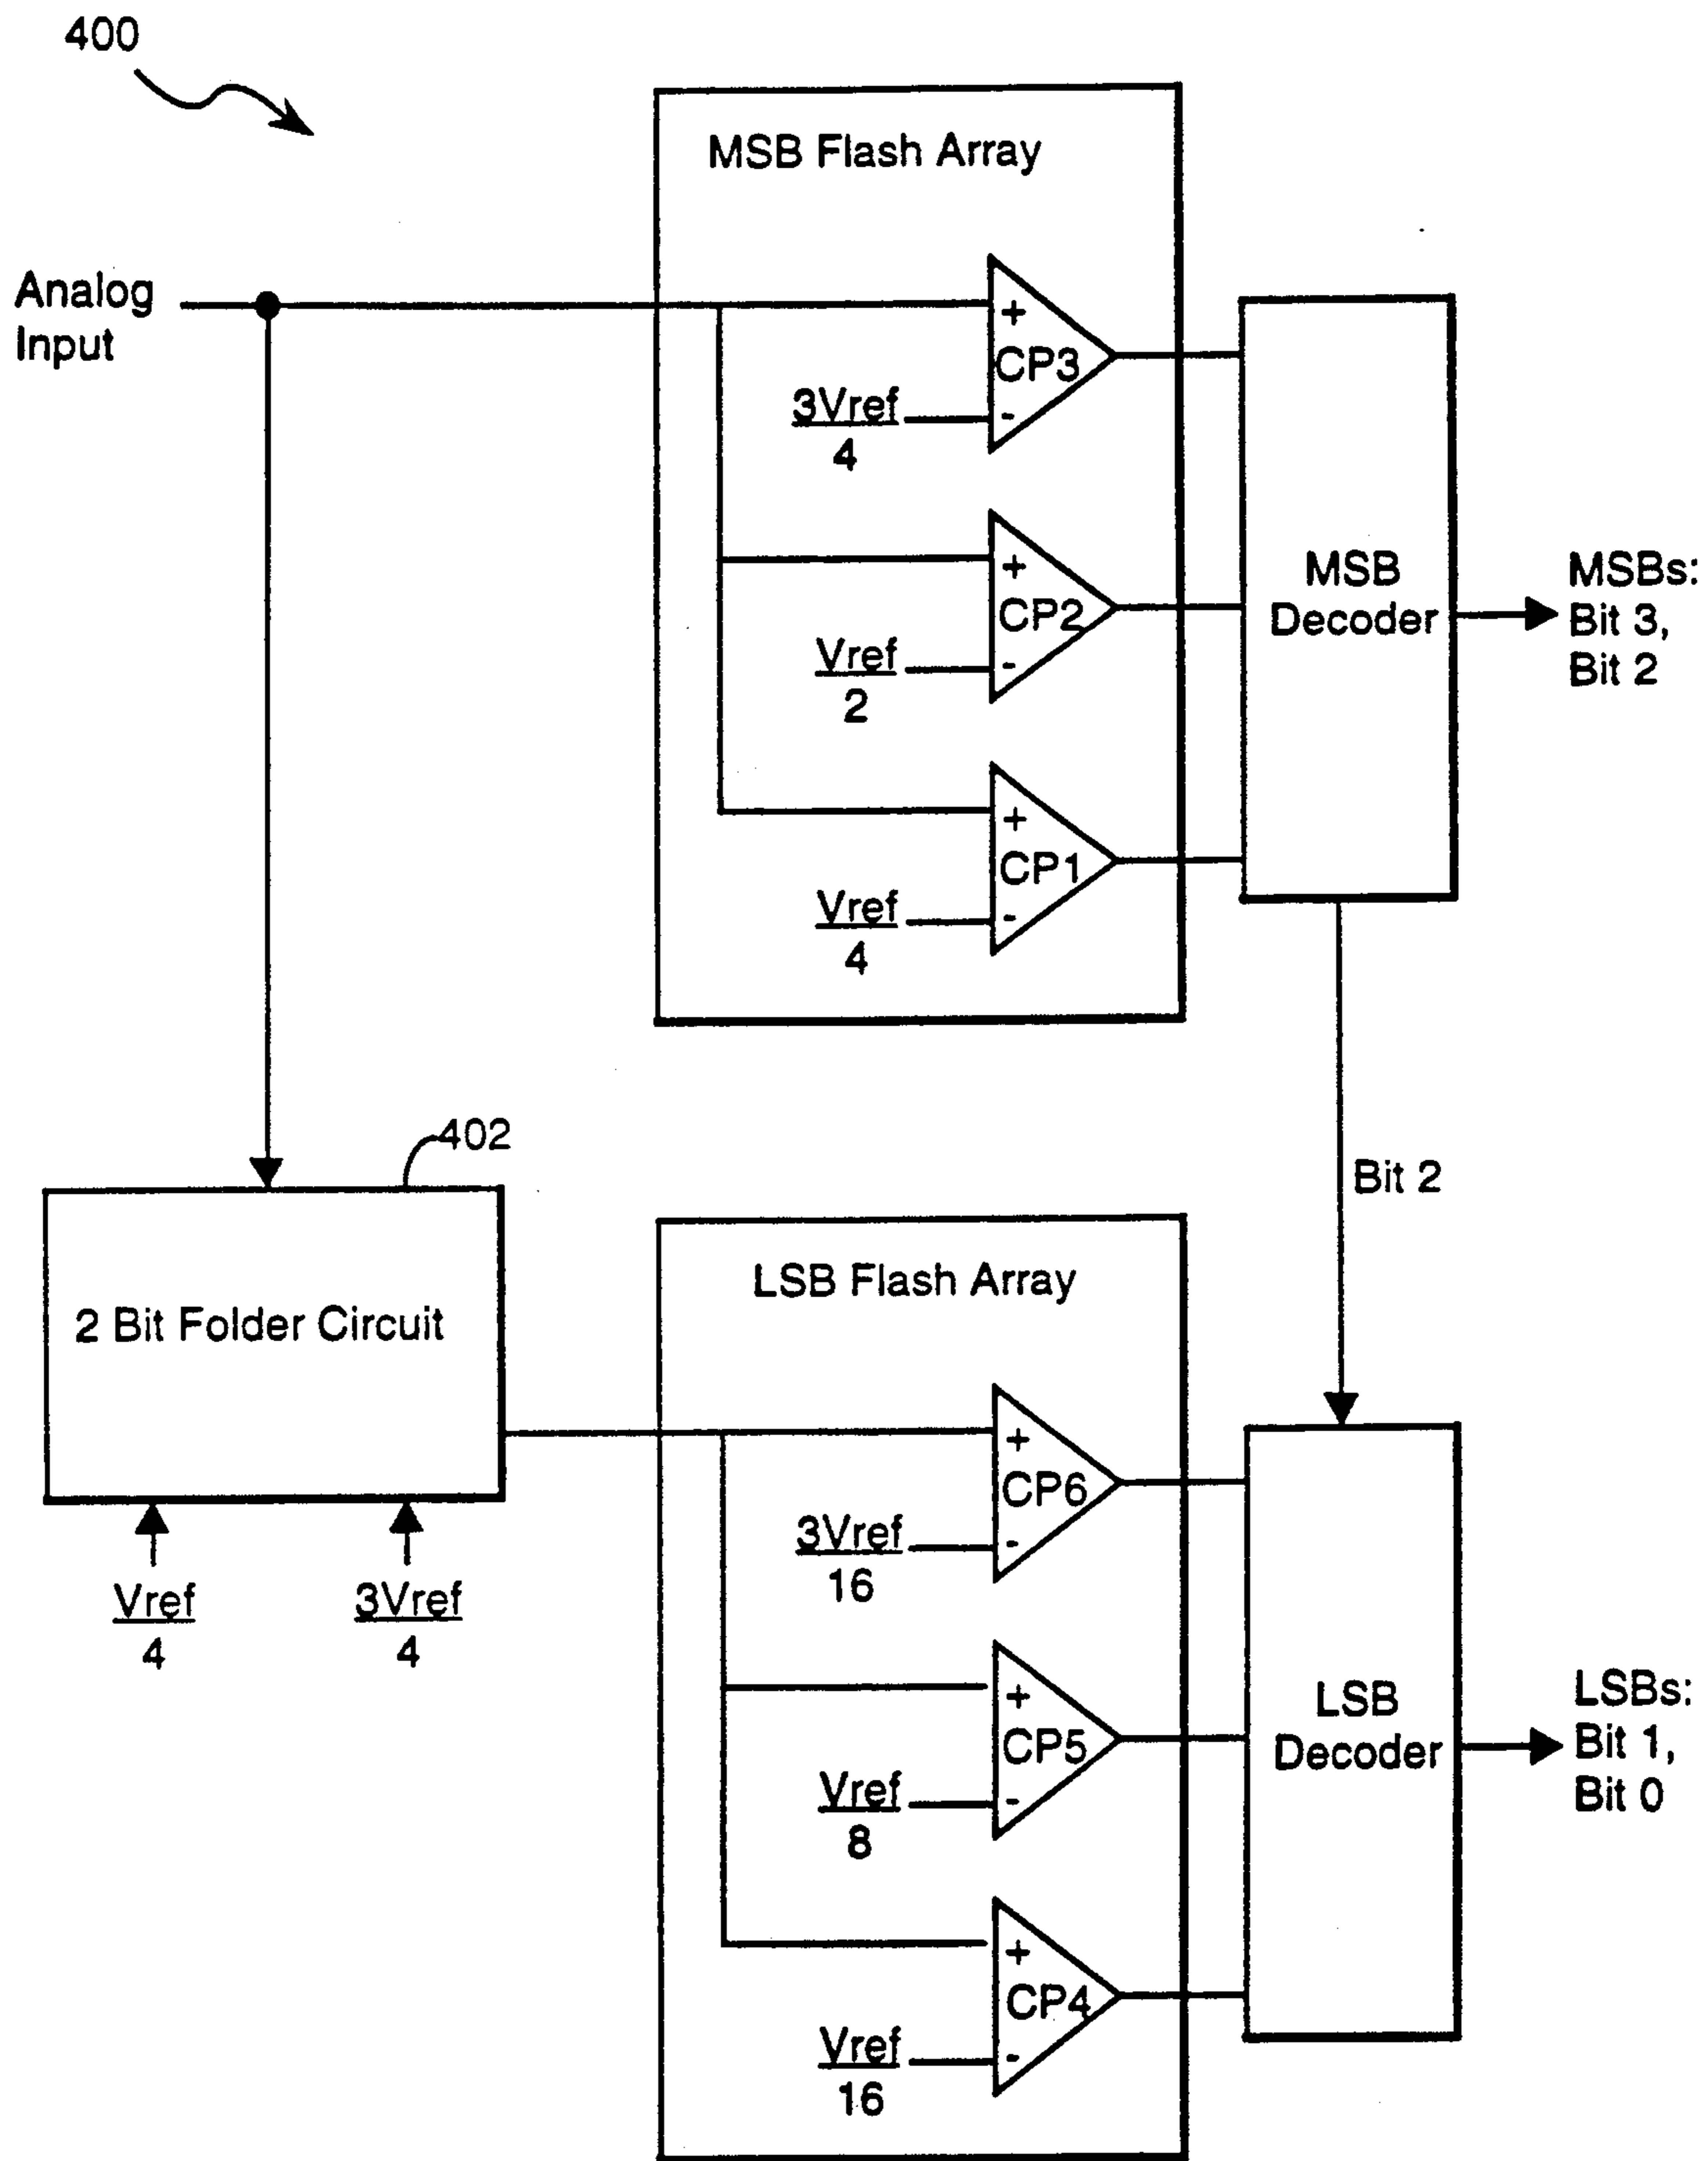 400
MSB Flash Array
Analog
Input
+
CP3
3Vref
4
-
+
CP2
Vref
2
-
+
CP1
Vref
4
-
MSB
Decoder
MSBs:
Bit 3,
Bit 2
Bit 2
402
2 Bit Folder Circuit
Vref
4
3Vref
4
LSB Flash Array
+
CP6
3Vref
16
-
+
CP5
Vref
8
-
+
CP4
Vref
16
-
LSB
Decoder
LSBs:
Bit 1,
Bit 0